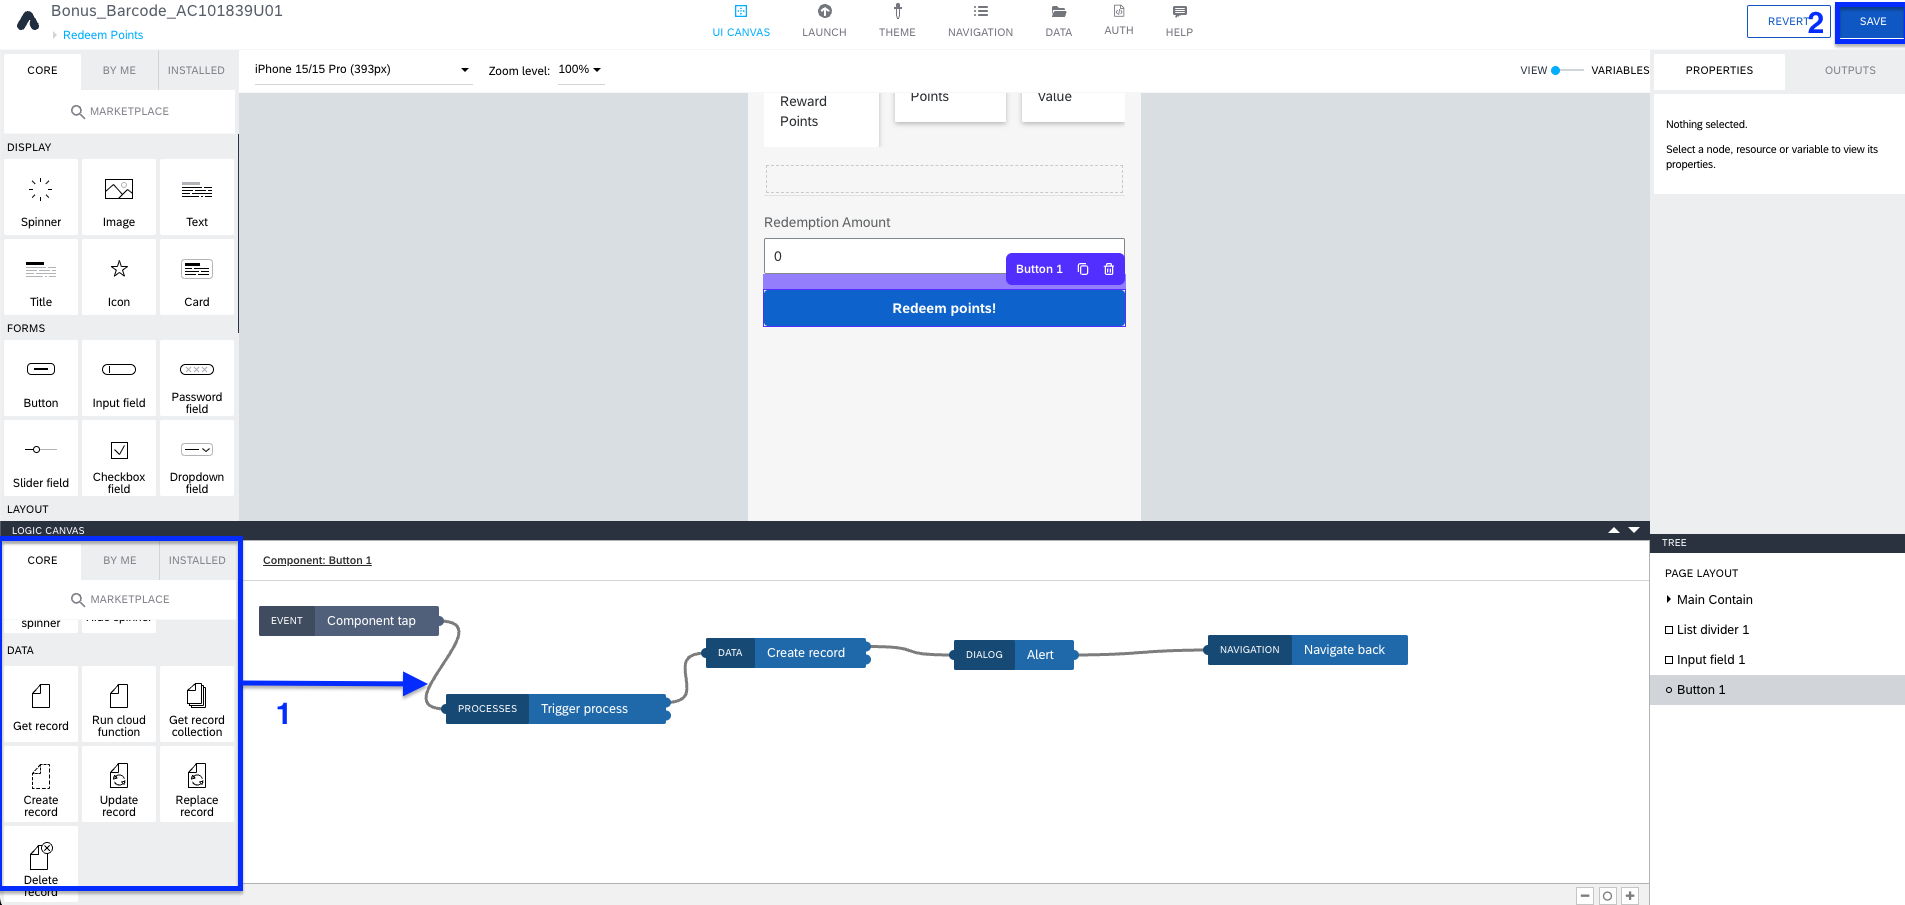 Bonus_Barcode_AC101839U01
Redeem Points
UI CANVAS
LAUNCH
THEME
NAVIGATION
DATA
AUTH
HELP
REVERT
2
SAVE
CORE
BY ME
INSTALLED
iPhone 15/15 Pro (393px)
Zoom level:
100%
VIEW
VARIABLES
PROPERTIES
OUTPUTS
MARKETPLACE
DISPLAY
Spinner
Image
Text
Title
Icon
Card
FORMS
Button
Input field
Password
field
Slider field
Checkbox
field
Dropdown
field
LAYOUT
Reward
Points
Points
Value
Redemption Amount
0
Button 1
Redeem points!
Nothing selected.
Select a node, resource or variable to view its
properties.
LOGIC CANVAS
CORE
BY ME
INSTALLED
MARKETPLACE
spinner
Hide spinner
DATA
Get record
Run cloud
function
Get record
collection
Create
record
Update
record
Replace
record
Delete
record
Component: Button 1
EVENT
Component tap
1
PROCESSES
Trigger process
DATA
Create record
DIALOG
Alert
NAVIGATION
Navigate back
TREE
PAGE LAYOUT
Main Contain
List divider 1
Input field 1
Button 1